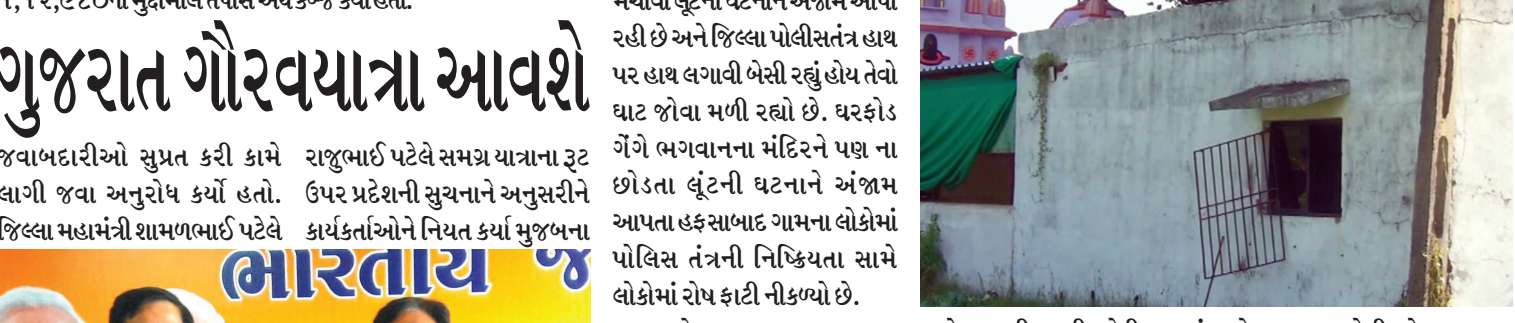 ગુજરાત ગૌરવયાત્રા આવશે
જવાબદારીઓ સુપ્રત કરી કામે
લાગી જવા અનુરોધ કર્યો હતો.
જિલ્લા મહામંત્રી શામળભાઈ પટેલે
રાજુભાઈ પટેલે સમગ્ર યાત્રાના રૂટ
ઉપર પ્રદેશની સુચનાને અનુસરીને
કાર્યકર્તાઓને નિયત કર્યા મુજબના
ભારતીય જ
રહી છે અને જિલ્લા પોલીસતંત્ર હાથ
પર હાથ લગાવી બેસી રહ્યું હોય તેવો
ઘાટ જોવા મળી રહ્યો છે. ઘરફોડ
ગેંગે ભગવાનના મંદિરને પણ ના
છોડતા લૂંટની ઘટનાને અંજામ
આપતા હફસાબાદ ગામના લોકોમાં
પોલિસ તંત્રની નિષ્ક્રિયતા સામે
લોકોમાં રોષ ફાટી નીકળ્યો છે.